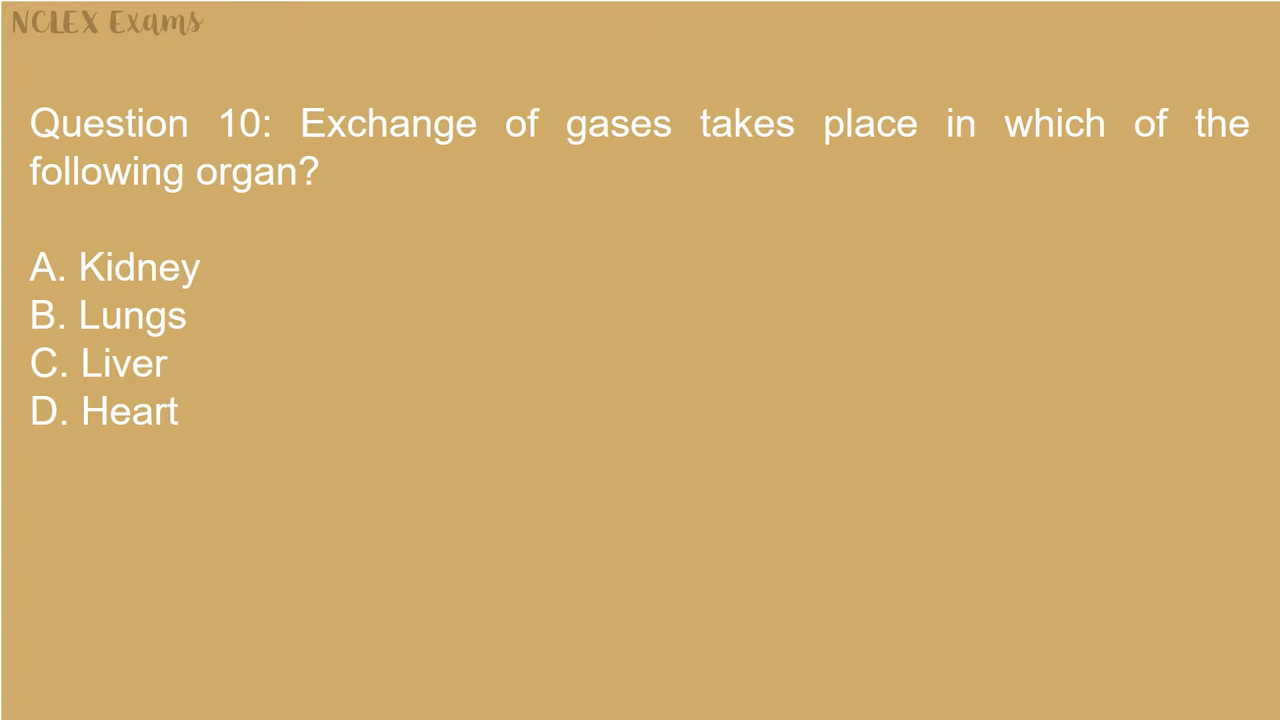 NCLEX Exams
Question 10: Exchange of gases takes place in which of the
following organ?
A. Kidney
B. Lungs
C. Liver
D. Heart